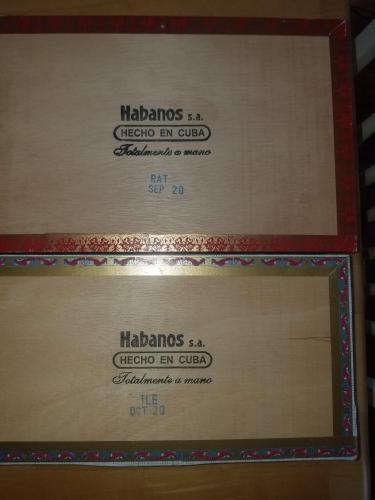 Habanos s.a.
HECHO EN CUBA
Totalmente a mano
RAT
SEP 20
Habanos s.a.
HECHO EN CUBA
Totalmente a mano
TLE
OCT 20